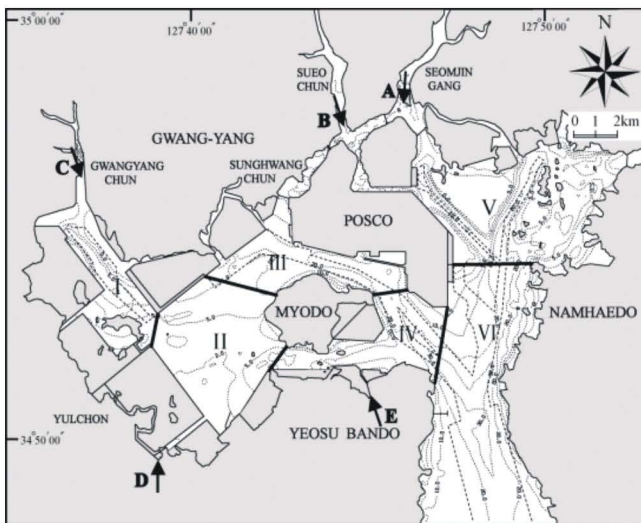 35° 00' 00"
127° 40' 00"
127° 50' 00"
N
SUEO
CHUN
SEOMJIN
GANG
A
B
0 1 2km
GWANG-YANG
C
GWANGYANG
CHUN
SUNGHWANG
CHUN
POSCO
V
I
III
MYODO
NAMHAEDO
II
IV
VI
YULCHON
E
YEOSU BANDO
34° 50' 00"
D